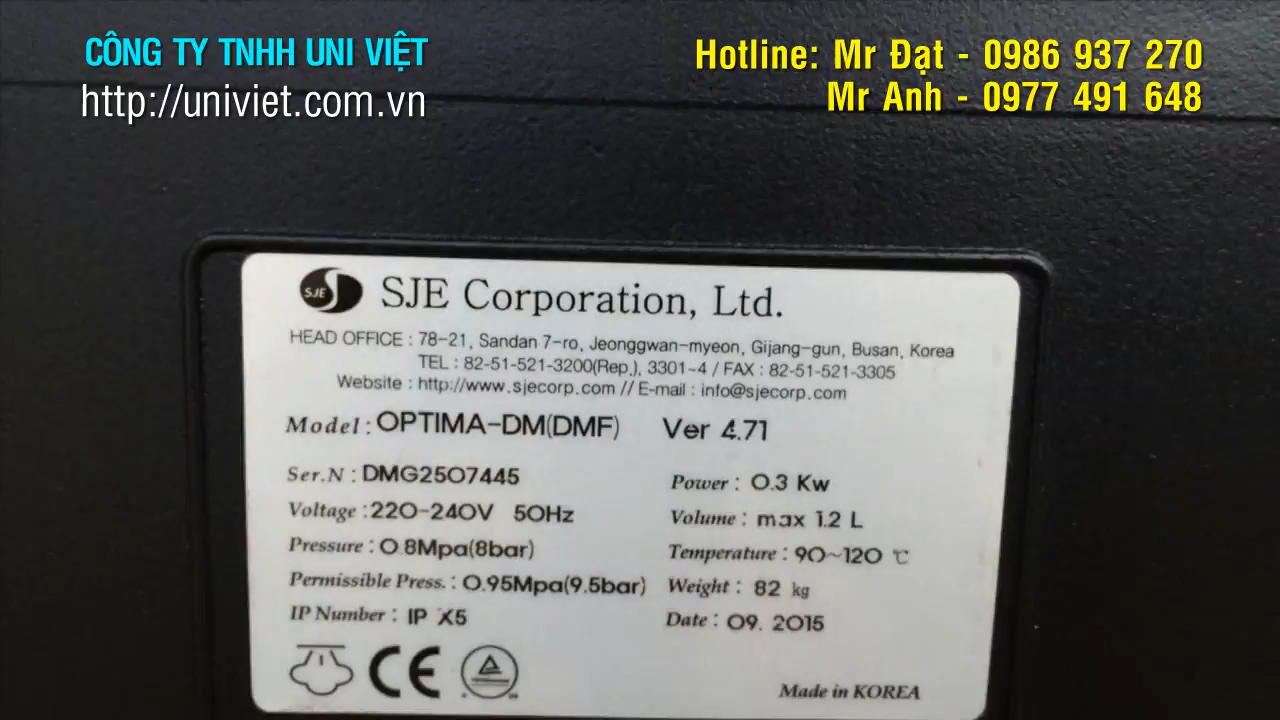 CÔNG TY TNHH UNI VIỆT
http://univiet.com.vn
Hotline: Mr Đạt - 0986 937 270
Mr Anh - 0977 491 648
SJE SJE Corporation, Ltd.
HEAD OFFICE : 78-21, Sandan 7-ro, Jeonggwan-myeon, Gijang-gun, Busan, Korea
TEL : 82-51-521-3200(Rep.), 3301~4 / FAX : 82-51-521-3305
Website : http://www.sjecorp.com // E-mail : info@sjecorp.com
Model : OPTIMA-DM(DMF) Ver 4.71
Ser.N : DMG2507445
Power : 0.3 Kw
Voltage : 220-240V 50Hz
Volume : max 1.2 L
Pressure : 0.8Mpa(8bar)
Temperature : 90~120 ℃
Permissible Press. : 0.95Mpa(9.5bar)
Weight : 82 kg
IP Number : IP X5
Date : 09. 2015
CE
Made in KOREA